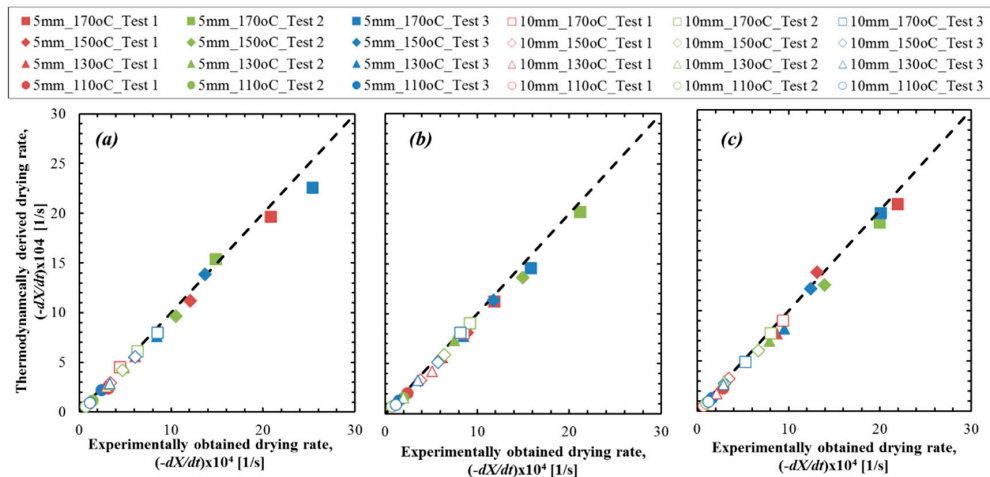 5mm_170oC_Test 1 5mm_170oC_Test 2 5mm_170oC_Test 3 10mm_170oC_Test 1 10mm_170oC_Test 2 10mm_170oC_Test 3
5mm_150oC_Test 1 5mm_150oC_Test 2 5mm_150oC_Test 3 10mm_150oC_Test 1 10mm_150oC_Test 2 10mm_150oC_Test 3
5mm_130oC_Test 1 5mm_130oC_Test 2 5mm_130oC_Test 3 10mm_130oC_Test 1 10mm_130oC_Test 2 10mm_130oC_Test 3
5mm_110oC_Test 1 5mm_110oC_Test 2 5mm_110oC_Test 3 10mm_110oC_Test 1 10mm_110oC_Test 2 10mm_110oC_Test 3
Thermodynamcally derived drying rate,
(-dX/dt)x104 [1/s]
30
25
20
15
10
5
0
(a)
0 10 20 30
Experimentally obtained drying rate,
(-dX/dt)x10⁴ [1/s]
(b)
0 10 20 30
Experimentally obtained drying rate,
(-dX/dt)x10⁴ [1/s]
(c)
0 10 20 30
Experimentally obtained drying rate,
(-dX/dt)x10⁴ [1/s]